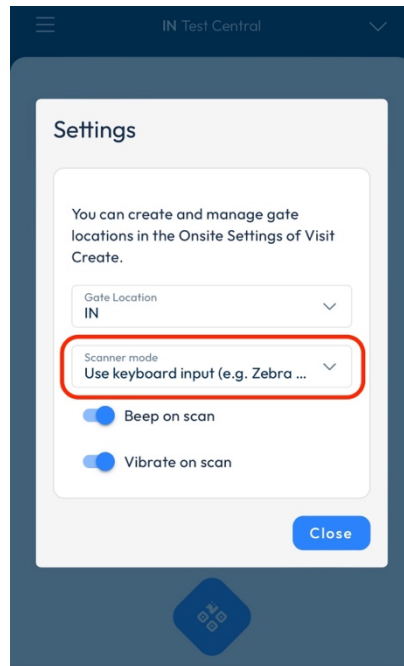 IN Test Central
Settings
You can create and manage gate
locations in the Onsite Settings of Visit
Create.
Gate Location
IN
Scanner mode
Use keyboard input (e.g. Zebra ...
Beep on scan
Vibrate on scan
Close